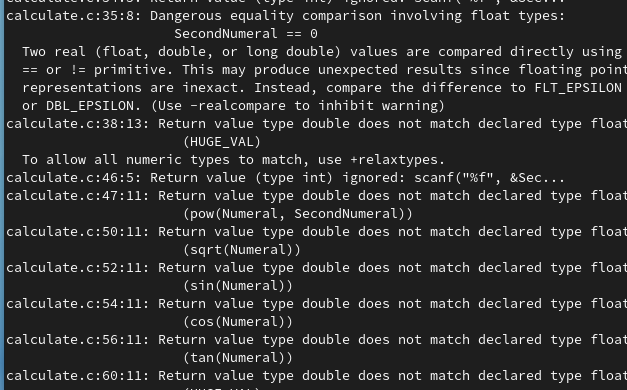 calculate.c:35:8: Dangerous equality comparison involving float types:
SecondNumeral == 0
Two real (float, double, or long double) values are compared directly using
== or != primitive. This may produce unexpected results since floating point
representations are inexact. Instead, compare the difference to FLT_EPSILON
or DBL_EPSILON. (Use -realcompare to inhibit warning)
calculate.c:38:13: Return value type double does not match declared type float
(HUGE_VAL)
To allow all numeric types to match, use +relaxtypes.
calculate.c:46:5: Return value (type int) ignored: scanf("%f", &Sec...
calculate.c:47:11: Return value type double does not match declared type float
(pow(Numeral, SecondNumeral))
calculate.c:50:11: Return value type double does not match declared type float
(sqrt(Numeral))
calculate.c:52:11: Return value type double does not match declared type float
(sin(Numeral))
calculate.c:54:11: Return value type double does not match declared type float
(cos(Numeral))
calculate.c:56:11: Return value type double does not match declared type float
(tan(Numeral))
calculate.c:60:11: Return value type double does not match declared type float